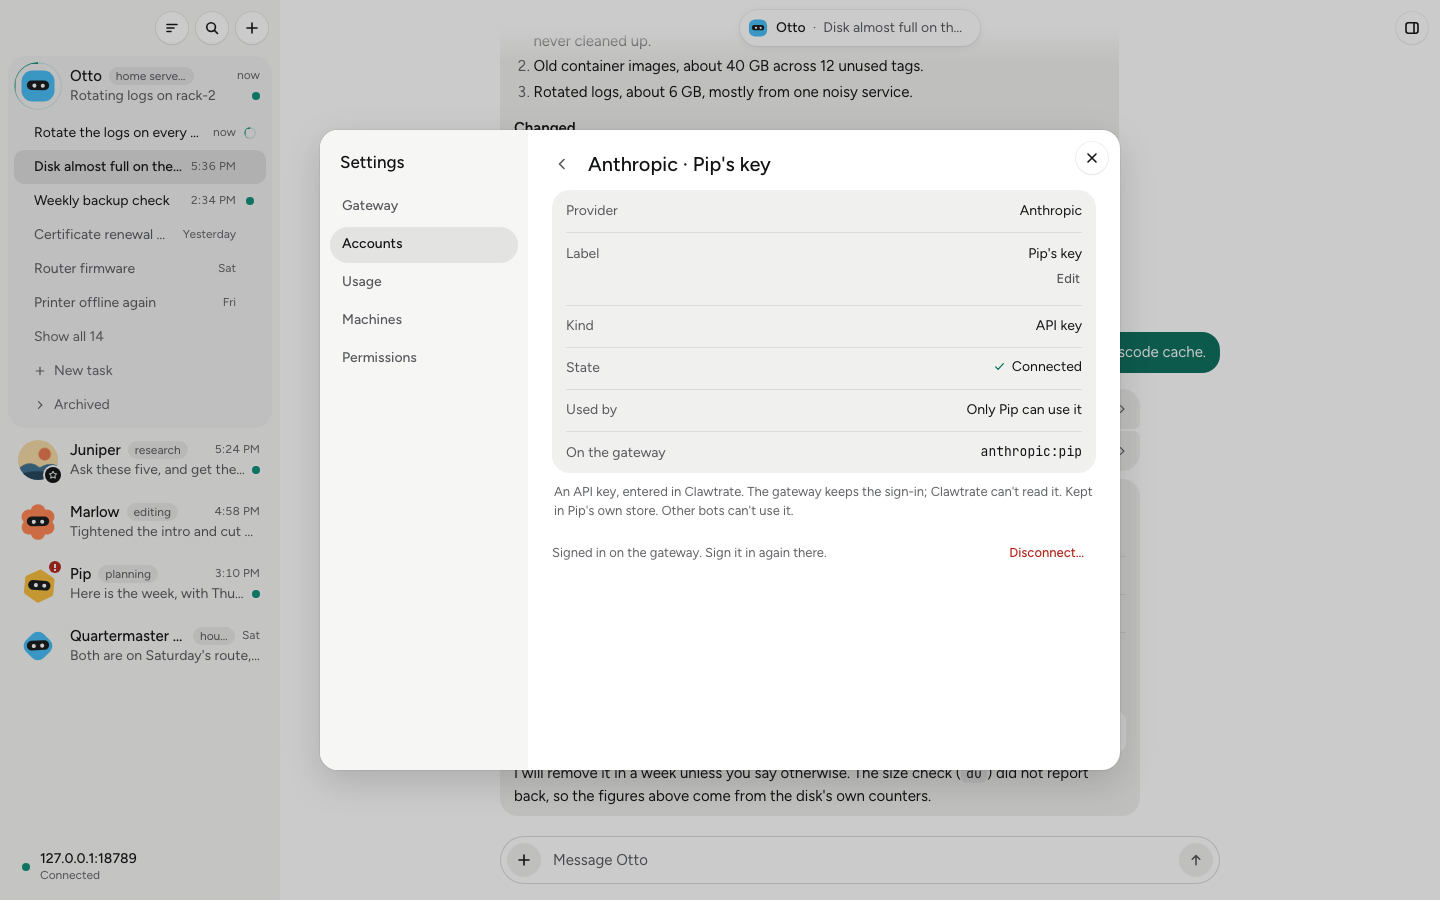 Otto home serve... now
Rotating logs on rack-2
Rotate the logs on every ... now
Disk almost full on the... 5:36 PM
Weekly backup check 2:34 PM
Certificate renewal ... Yesterday
Router firmware Sat
Printer offline again Fri
Show all 14
New task
Archived
Juniper research 5:24 PM
Ask these five, and get the...
Marlow editing 4:58 PM
Tightened the intro and cut ...
Pip planning 3:10 PM
Here is the week, with Thu...
Quartermaster ... hou... Sat
Both are on Saturday's route,...
127.0.0.1:18789
Connected
Otto · Disk almost full on th...
never cleaned up.
2. Old container images, about 40 GB across 12 unused tags.
3. Rotated logs, about 6 GB, mostly from one noisy service.
Changed
Settings
Gateway
Accounts
Usage
Machines
Permissions
Anthropic · Pip's key
Provider Anthropic
Label Pip's key
Edit
Kind API key
State Connected
Used by Only Pip can use it
On the gateway anthropic:pip
An API key, entered in Clawtrate. The gateway keeps the sign-in; Clawtrate can't read it. Kept
in Pip's own store. Other bots can't use it.
Signed in on the gateway. Sign it in again there. Disconnect...
scode cache.
I will remove it in a week unless you say otherwise. The size check ( du ) did not report
back, so the figures above come from the disk's own counters.
Message Otto